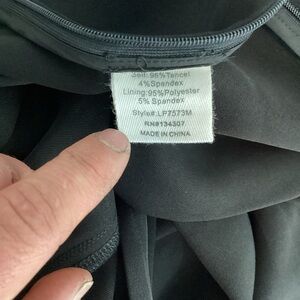 Self: 96%Tencel
4%Spandex
Lining:95%Polyester
5% Spandex
Style#:LP7573M
RN#134307
MADE IN CHINA